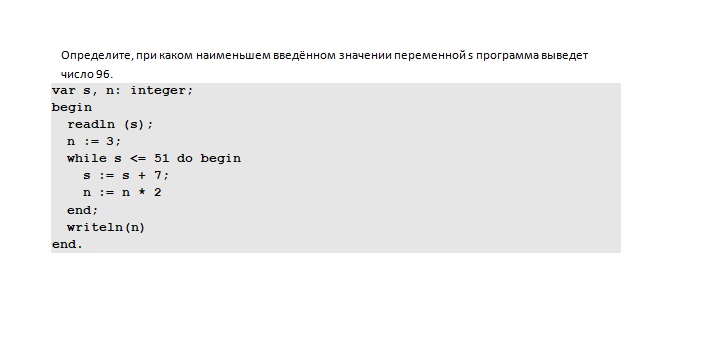 Определите, при каком наименьшем введённом значении переменной s программа выведет
число 96.
var s, n: integer;
begin
readln (s);
n := 3;
while s <= 51 do begin
s := s + 7;
n := n * 2
end;
writeln(n)
end.